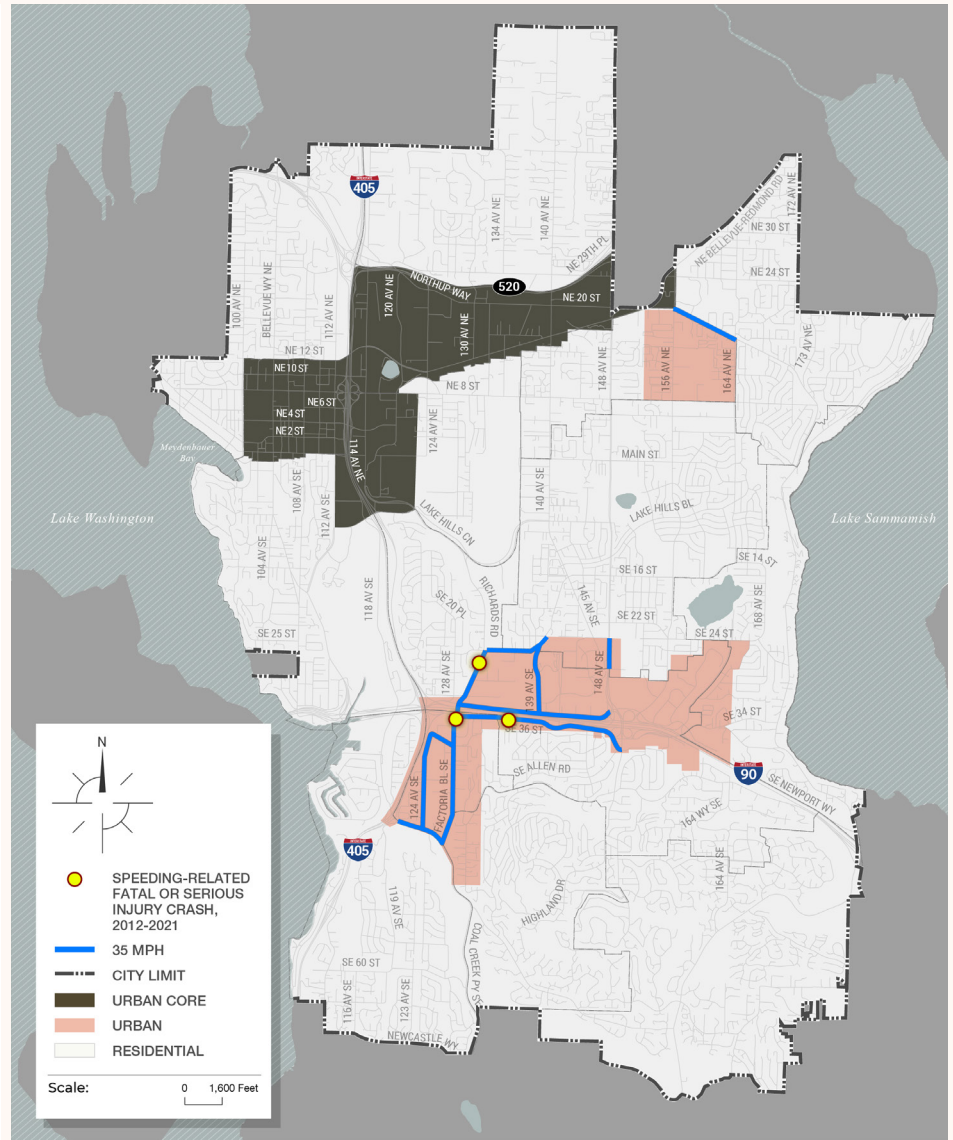 405
134 AV NE
140 AV NE
NE BELLEVUE-REDMOND RD
172 AV NE
NE 30 ST
NE 24 ST
NE 29TH PL
100 AV NE
BELLEVUE WY NE
112 AV NE
120 AV NE
NORTHUP WAY
520
NE 20 ST
130 AV NE
NE 12 ST
NE10 ST
NE6 ST
NE4 ST
NE2 ST
NE 8 ST
148 AV NE
156 AV NE
164 AV NE
173 AV NE
114 AV NE
124 AV NE
Meydenbauer
Bay
MAIN ST
108 AV SE
112 AV SE
140 AV SE
LAKE HILLS BL
Lake Washington
LAKE HILLS CN
Lake Sammamish
104 AV SE
SE 14 ST
SE 16 ST
118 AV SE
SE 20 PL
RICHARDS RD
145 AV SE
SE 22 ST
168 AV SE
SE 25 ST
SE 24 ST
128 AV SE
139 AV SE
148 AV SE
SE 36 ST
SE 34 ST
SE ALLEN RD
90
SE NEWPORT WY
124 AV SE
FACTORIA BL SE
164 WY SE
405
164 AV SE
119 AV SE
HIGHLAND DR
COAL CREEK PY SE
SE 60 ST
116 AV SE
123 AV SE
NEWCASTLE WY
N
SPEEDING-RELATED
FATAL OR SERIOUS
INJURY CRASH,
2012-2021
35 MPH
CITY LIMIT
URBAN CORE
URBAN
RESIDENTIAL
Scale:
0 1,600 Feet